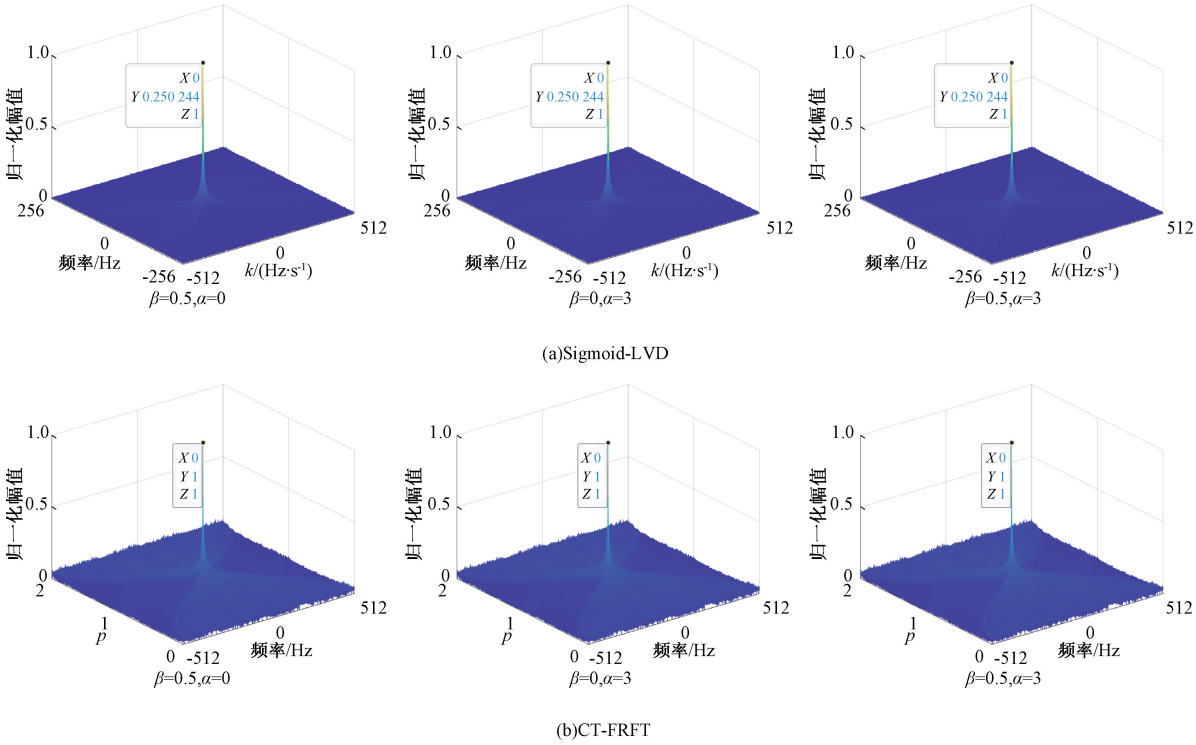 1.0
0.5
0
归一化幅值
X 0
Y 0.250 244
Z 1
256
0
-256
频率/Hz
-512
0
512
k/(Hz·s⁻¹)
β=0.5,α=0
1.0
0.5
0
归一化幅值
X 0
Y 0.250 244
Z 1
256
0
-256
频率/Hz
-512
0
512
k/(Hz·s⁻¹)
β=0,α=3
1.0
0.5
0
归一化幅值
X 0
Y 0.250 244
Z 1
256
0
-256
频率/Hz
-512
0
512
k/(Hz·s⁻¹)
β=0.5,α=3
(a)Sigmoid-LVD
1.0
0.5
0
归一化幅值
X 0
Y 1
Z 1
2
1
0
p
-512
0
512
频率/Hz
β=0.5,α=0
1.0
0.5
0
归一化幅值
X 0
Y 1
Z 1
2
1
0
p
-512
0
512
频率/Hz
β=0,α=3
1.0
0.5
0
归一化幅值
X 0
Y 1
Z 1
2
1
0
p
-512
0
512
频率/Hz
β=0.5,α=3
(b)CT-FRFT